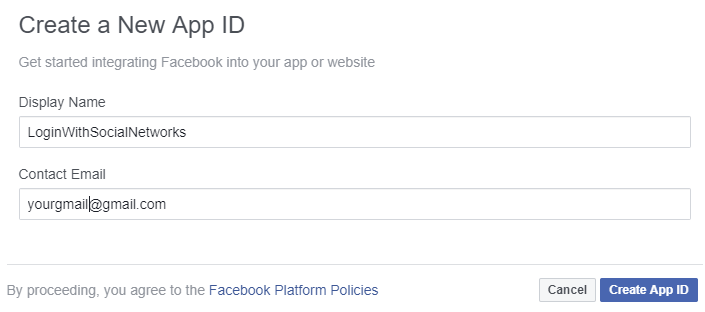 Create a New App ID
Get started integrating Facebook into your app or website
Display Name
LoginWithSocialNetworks
Contact Email
yourgmail@gmail.com
By proceeding, you agree to the Facebook Platform Policies Cancel Create App ID